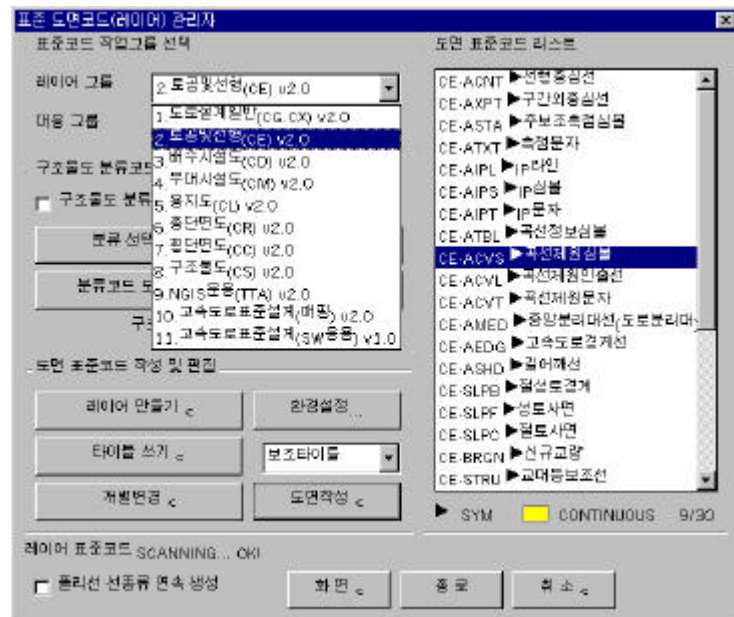 표준 도면코드(레이어) 관리자
표준코드 작업그룹 선택
레이어 그룹
2.토공및선형(CE) v2.0
대응 그룹
1.도로설계일반(CG.CX) v2.0
2.토공및선형(CE) v2.0
3.배수시설도(CD) v2.0
4.부대시설도(CM) v2.0
5.용지도(CL) v2.0
6.종단면도(CR) v2.0
7.횡단면도(CC) v2.0
8.구조물도(CS) v2.0
9.NGIS운용(TTA) v2.0
10.고속도로표준설계(매핑) v2.0
11.고속도로표준설계(SW응용) v1.0
구조물도 분류코드
구조물도 분류
분류 선택
분류코드 도
구조
도면 표준코드 작성 및 편집
레이어 만들기 c
환경설정...
타이틀 쓰기 c
보조타이틀
개별변경 c
도면작성 c
도면 표준코드 리스트
CE-ACNT ▶선형중심선
CE-AXPT ▶구간외중심선
CE-ASTA ▶주보조측점심볼
CE-ATXT ▶측점문자
CE-AIPL ▶IP라인
CE-AIPS ▶IP심볼
CE-AIPT ▶IP문자
CE-ATBL ▶곡선정보심볼
CE-ACVS ▶곡선제원심볼
CE-ACVL ▶곡선제원인출선
CE-ACVT ▶곡선제원문자
CE-AMED ▶중앙분리대선(도로분리대-
CE-AEDG ▶고속도로경계선
CE-ASHD ▶길어깨선
CE-SLPB ▶절성토경계
CE-SLPF ▶성토사면
CE-SLPC ▶절토사면
CE-BRGN ▶신규교량
CE-STRU ▶교대등보조선
▶ SYM CONTINUOUS 9/30
레이어 표준코드 SCANNING... OK!
폴리선 선종류 연속 생성
화 면 c
종 료
취 소 c